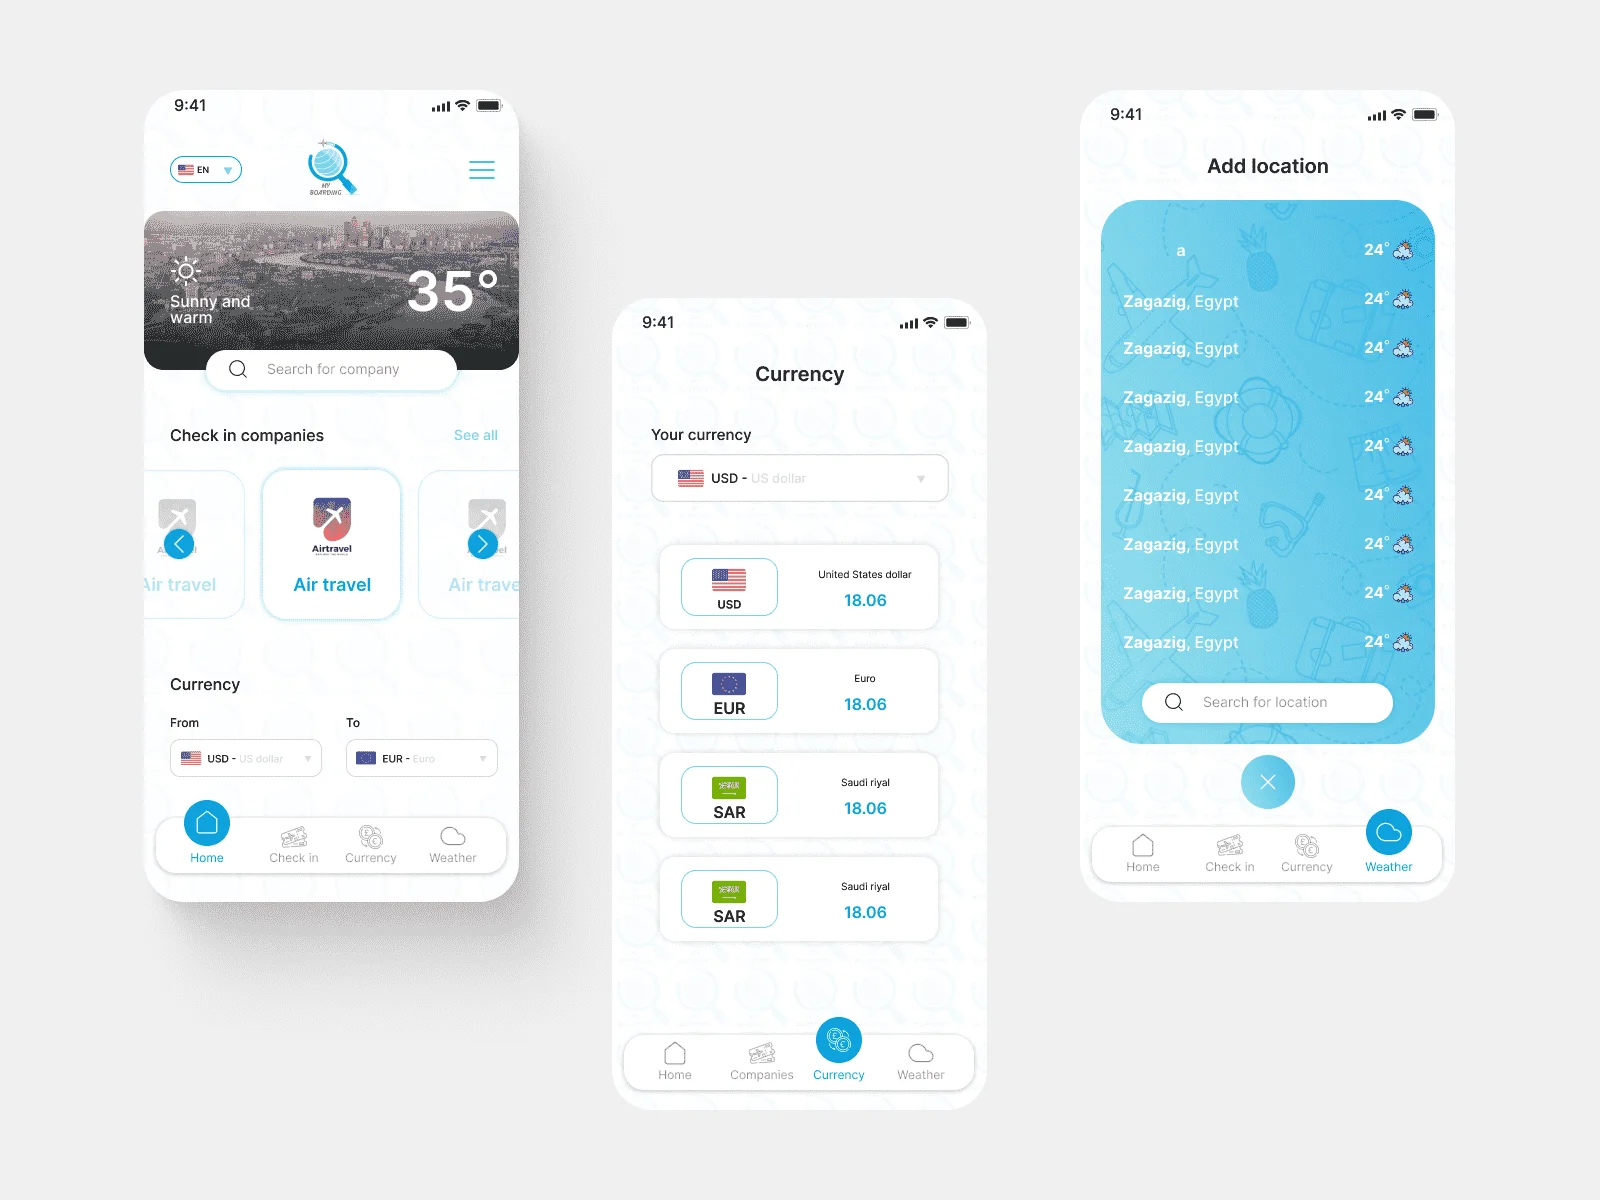 9:41
EN
MY
BOARDING
Sunny and
warm
35°
Search for company
Check in companies
See all
Air travel
Airtravel
Air travel
Air trave
Currency
From
To
USD - US dollar
EUR - Euro
Home
Check in
Currency
Weather
9:41
Currency
Your currency
USD - US dollar
USD
United States dollar
18.06
EUR
Euro
18.06
SAR
Saudi riyal
18.06
SAR
Saudi riyal
18.06
Home
Companies
Currency
Weather
9:41
Add location
a 24°
Zagazig, Egypt 24°
Zagazig, Egypt 24°
Zagazig, Egypt 24°
Zagazig, Egypt 24°
Zagazig, Egypt 24°
Zagazig, Egypt 24°
Zagazig, Egypt 24°
Zagazig, Egypt 24°
Search for location
Home
Check in
Currency
Weather